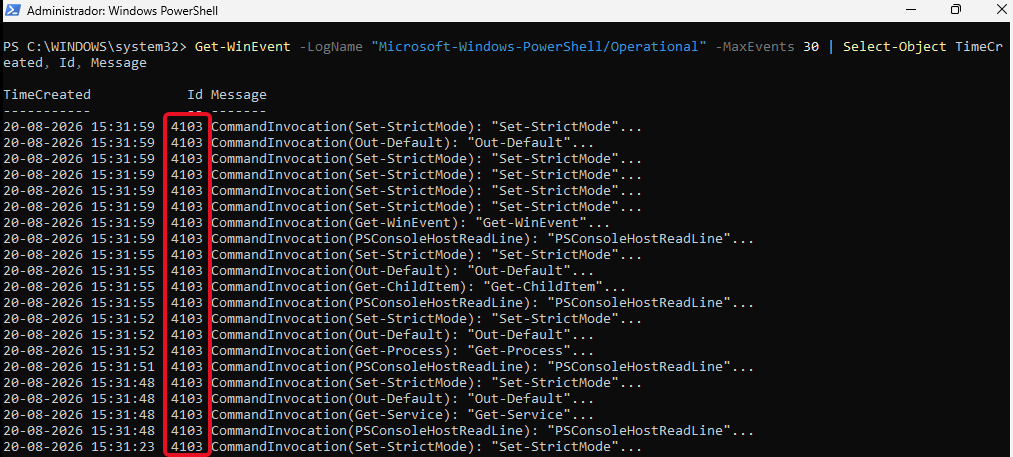 Administrador: Windows PowerShell
PS C:\WINDOWS\system32> Get-WinEvent -LogName "Microsoft-Windows-PowerShell/Operational" -MaxEvents 30 | Select-Object TimeCr
eated, Id, Message
TimeCreated Id Message
----------- -- -------
20-08-2026 15:31:59 4103 CommandInvocation(Set-StrictMode): "Set-StrictMode"...
20-08-2026 15:31:59 4103 CommandInvocation(Out-Default): "Out-Default"...
20-08-2026 15:31:59 4103 CommandInvocation(Set-StrictMode): "Set-StrictMode"...
20-08-2026 15:31:59 4103 CommandInvocation(Set-StrictMode): "Set-StrictMode"...
20-08-2026 15:31:59 4103 CommandInvocation(Set-StrictMode): "Set-StrictMode"...
20-08-2026 15:31:59 4103 CommandInvocation(Set-StrictMode): "Set-StrictMode"...
20-08-2026 15:31:59 4103 CommandInvocation(Get-WinEvent): "Get-WinEvent"...
20-08-2026 15:31:59 4103 CommandInvocation(PSConsoleHostReadLine): "PSConsoleHostReadLine"...
20-08-2026 15:31:55 4103 CommandInvocation(Set-StrictMode): "Set-StrictMode"...
20-08-2026 15:31:55 4103 CommandInvocation(Out-Default): "Out-Default"...
20-08-2026 15:31:55 4103 CommandInvocation(Get-ChildItem): "Get-ChildItem"...
20-08-2026 15:31:55 4103 CommandInvocation(PSConsoleHostReadLine): "PSConsoleHostReadLine"...
20-08-2026 15:31:52 4103 CommandInvocation(Set-StrictMode): "Set-StrictMode"...
20-08-2026 15:31:52 4103 CommandInvocation(Out-Default): "Out-Default"...
20-08-2026 15:31:52 4103 CommandInvocation(Get-Process): "Get-Process"...
20-08-2026 15:31:51 4103 CommandInvocation(PSConsoleHostReadLine): "PSConsoleHostReadLine"...
20-08-2026 15:31:48 4103 CommandInvocation(Set-StrictMode): "Set-StrictMode"...
20-08-2026 15:31:48 4103 CommandInvocation(Out-Default): "Out-Default"...
20-08-2026 15:31:48 4103 CommandInvocation(Get-Service): "Get-Service"...
20-08-2026 15:31:48 4103 CommandInvocation(PSConsoleHostReadLine): "PSConsoleHostReadLine"...
20-08-2026 15:31:23 4103 CommandInvocation(Set-StrictMode): "Set-StrictMode"...